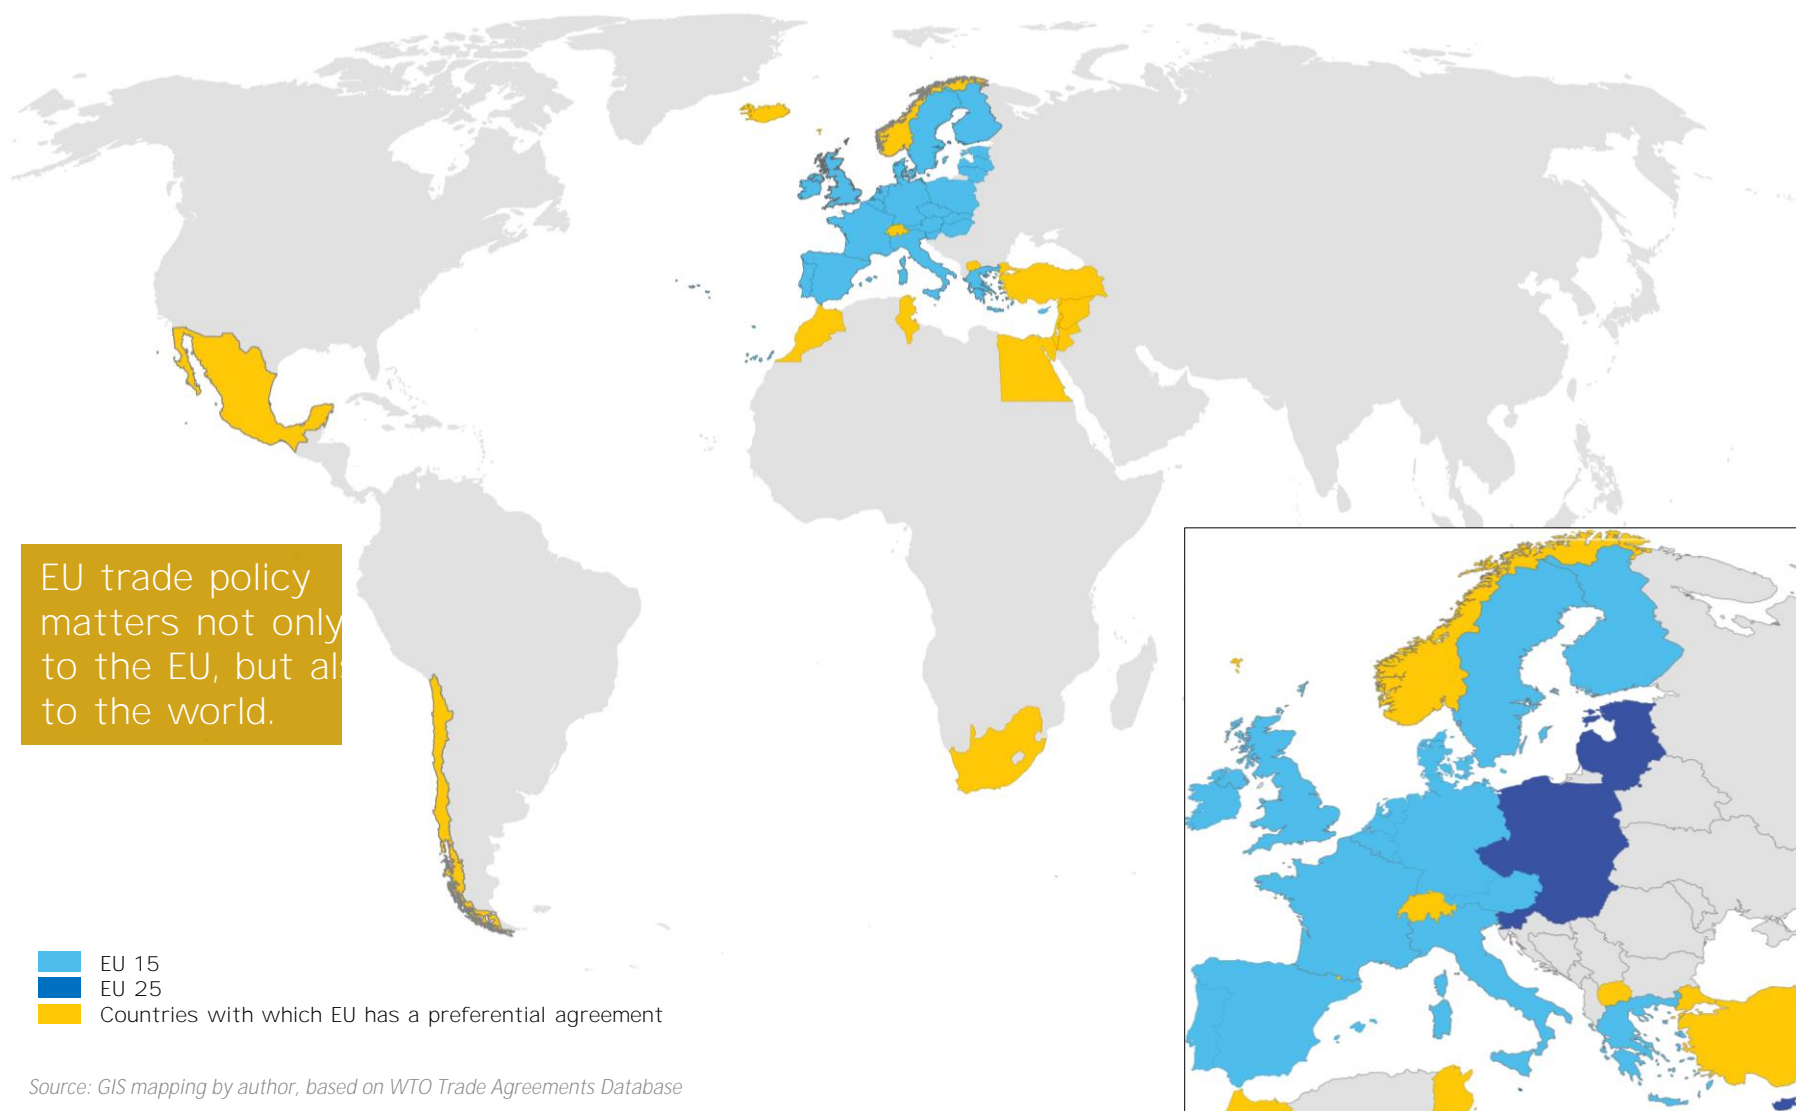 EU trade policy
matters not only
to the EU, but als
to the world.
EU 15
EU 25
Countries with which EU has a preferential agreement
Source: GIS mapping by author, based on WTO Trade Agreements Database